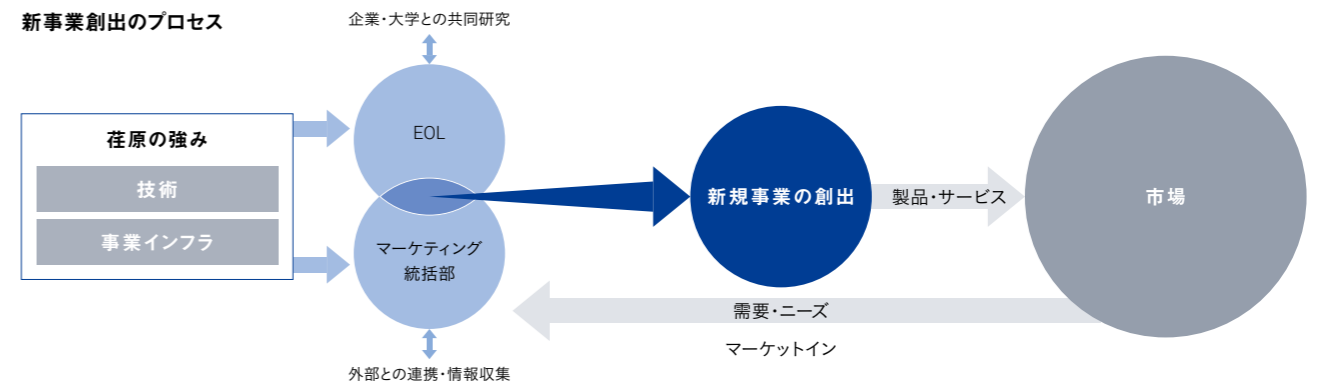 新事業創出のプロセス
企業・大学との共同研究
荏原の強み
技術
事業インフラ
EOL
マーケティング
統括部
外部との連携・情報収集
新規事業の創出
製品・サービス
市場
需要・ニーズ
マーケットイン